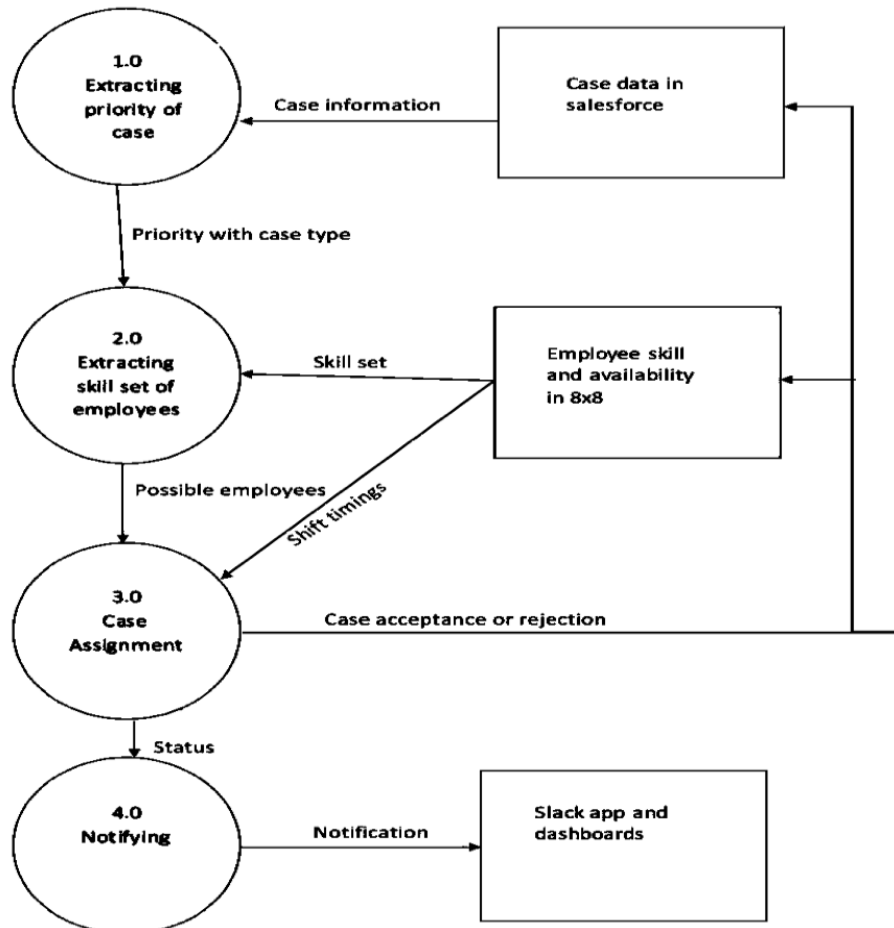 1.0
Extracting
priority of
case
Case information
Case data in
salesforce
Priority with case type
2.0
Extracting
skill set of
employees
Skill set
Employee skill
and availability
in 8x8
Possible employees
Shift timings
3.0
Case
Assignment
Case acceptance or rejection
Status
4.0
Notifying
Notification
Slack app and
dashboards